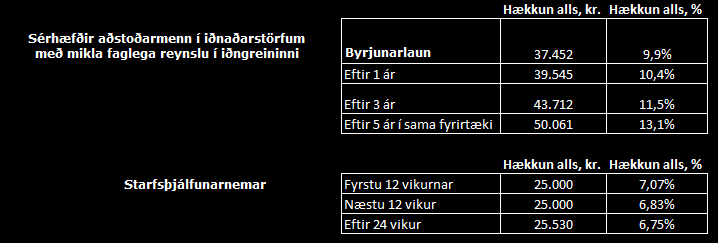 Hækkun alls, kr. Hækkun alls, %
Sérhæfðir aðstoðarmenn í iðnaðarstörfum
með mikla faglega reynslu í iðngreininni
Byrjunarlaun 37.452 9,9%
Eftir 1 ár 39.545 10,4%
Eftir 3 ár 43.712 11,5%
Eftir 5 ár í sama fyrirtæki 50.061 13,1%
Hækkun alls, kr. Hækkun alls, %
Starfsþjálfunarnemar Fyrstu 12 vikurnar 25.000 7,07%
Næstu 12 vikur 25.000 6,83%
Eftir 24 vikur 25.530 6,75%